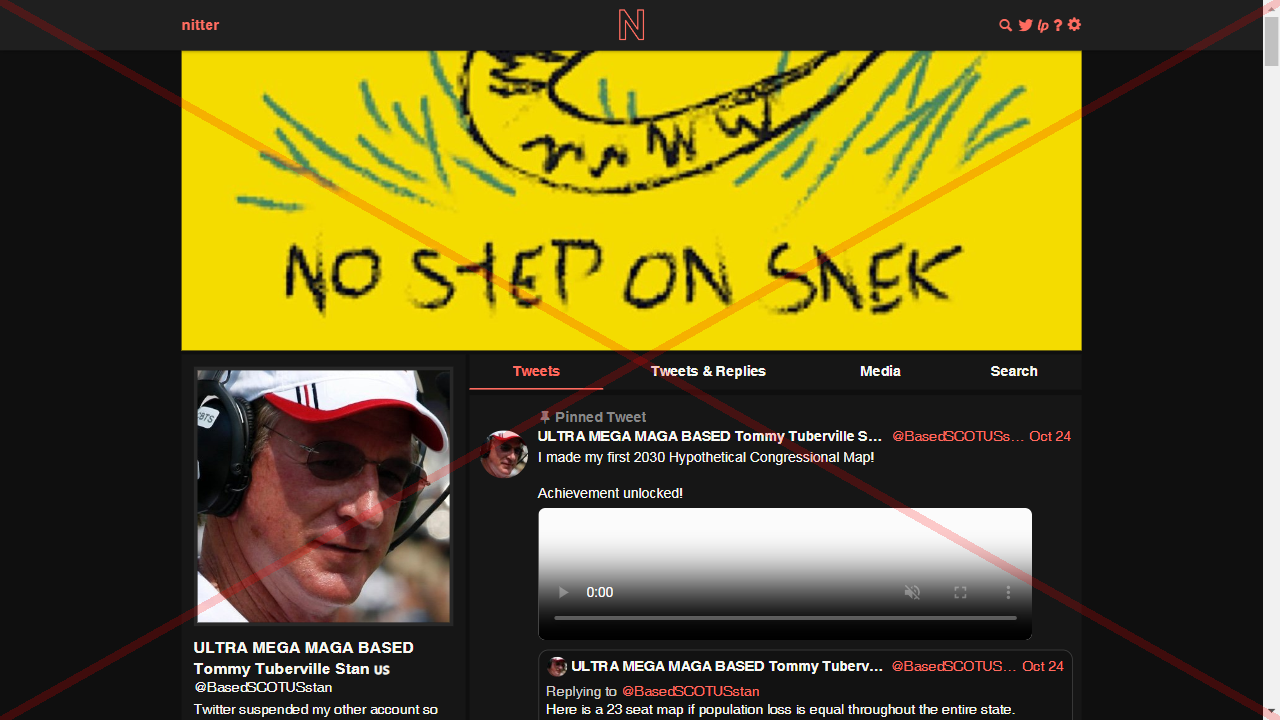 nitter
N
lp ?
NO STEP ON SNEK
Tweets
Tweets & Replies
Media
Search
Pinned Tweet
ULTRA MEGA MAGA BASED Tommy Tuberville S… @BasedSCOTUSs… Oct 24
I made my first 2030 Hypothetical Congressional Map!
Achievement unlocked!
0:00
ULTRA MEGA MAGA BASED Tommy Tuberv… @BasedSCOTUS… Oct 24
Replying to @BasedSCOTUSstan
Here is a 23 seat map if population loss is equal throughout the entire state.
ULTRA MEGA MAGA BASED
Tommy Tuberville Stan us
@BasedSCOTUSstan
Twitter suspended my other account so